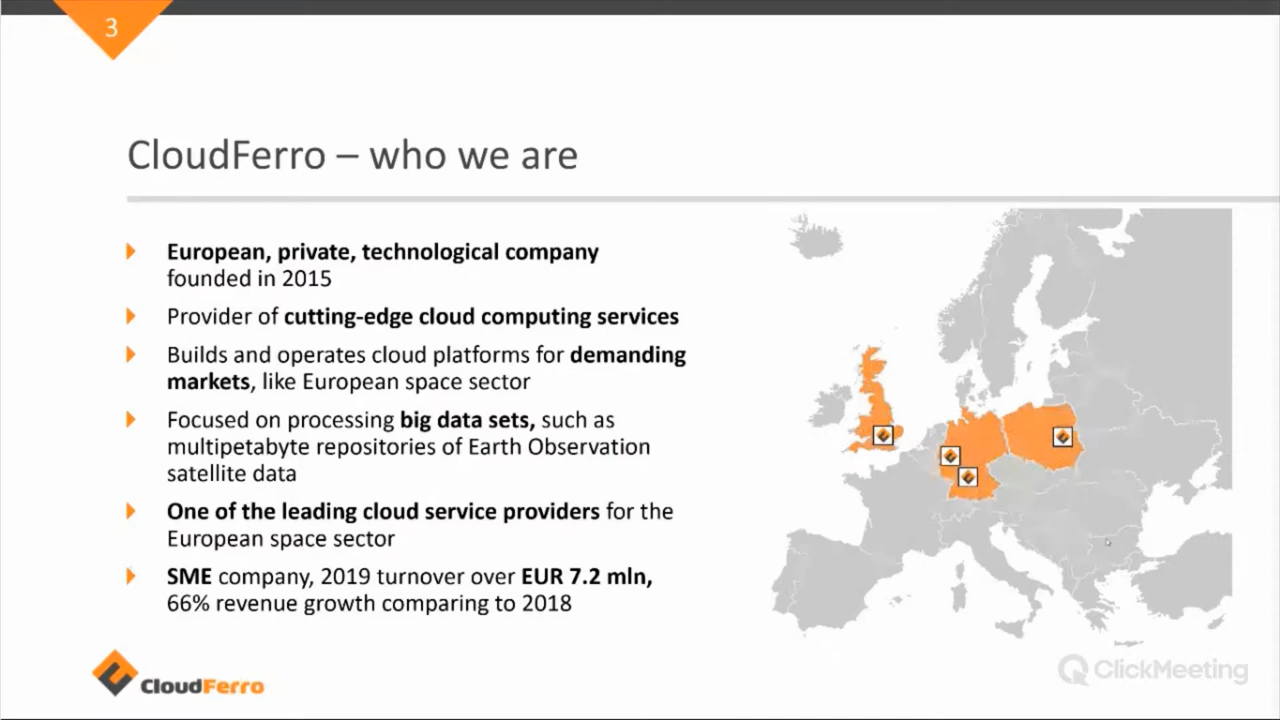 3
CloudFerro – who we are
European, private, technological company
founded in 2015
Provider of cutting-edge cloud computing services
Builds and operates cloud platforms for demanding
markets, like European space sector
Focused on processing big data sets, such as
multipetabyte repositories of Earth Observation
satellite data
One of the leading cloud service providers for the
European space sector
SME company, 2019 turnover over EUR 7.2 mln,
66% revenue growth comparing to 2018
CloudFerro
ClickMeeting